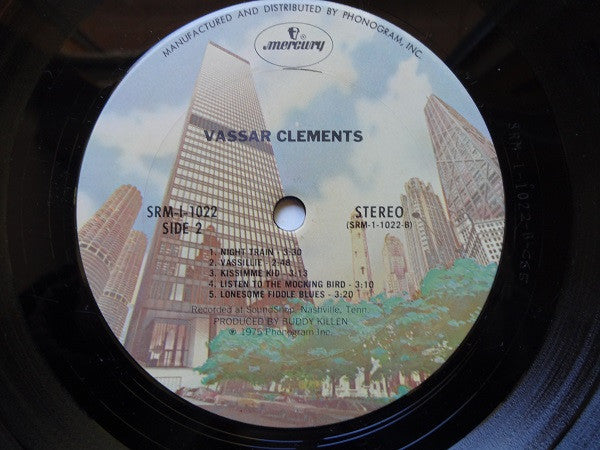 MANUFACTURED AND DISTRIBUTED BY PHONOGRAM, INC.
mercury
VASSAR CLEMENTS
SRM-1-1022
SIDE 2
STEREO
(SRM-1-1022-B)
1. NIGHT TRAIN - 3:30
2. VASSILLIE - 2:48
3. KISSIMME KID - 3:13
4. LISTEN TO THE MOCKING BIRD - 3:10
5. LONESOME FIDDLE BLUES - 3:20
Recorded at SoundShop, Nashville, Tenn.
PRODUCED BY BUDDY KILLEN
℗ 1975 Phonogram Inc.